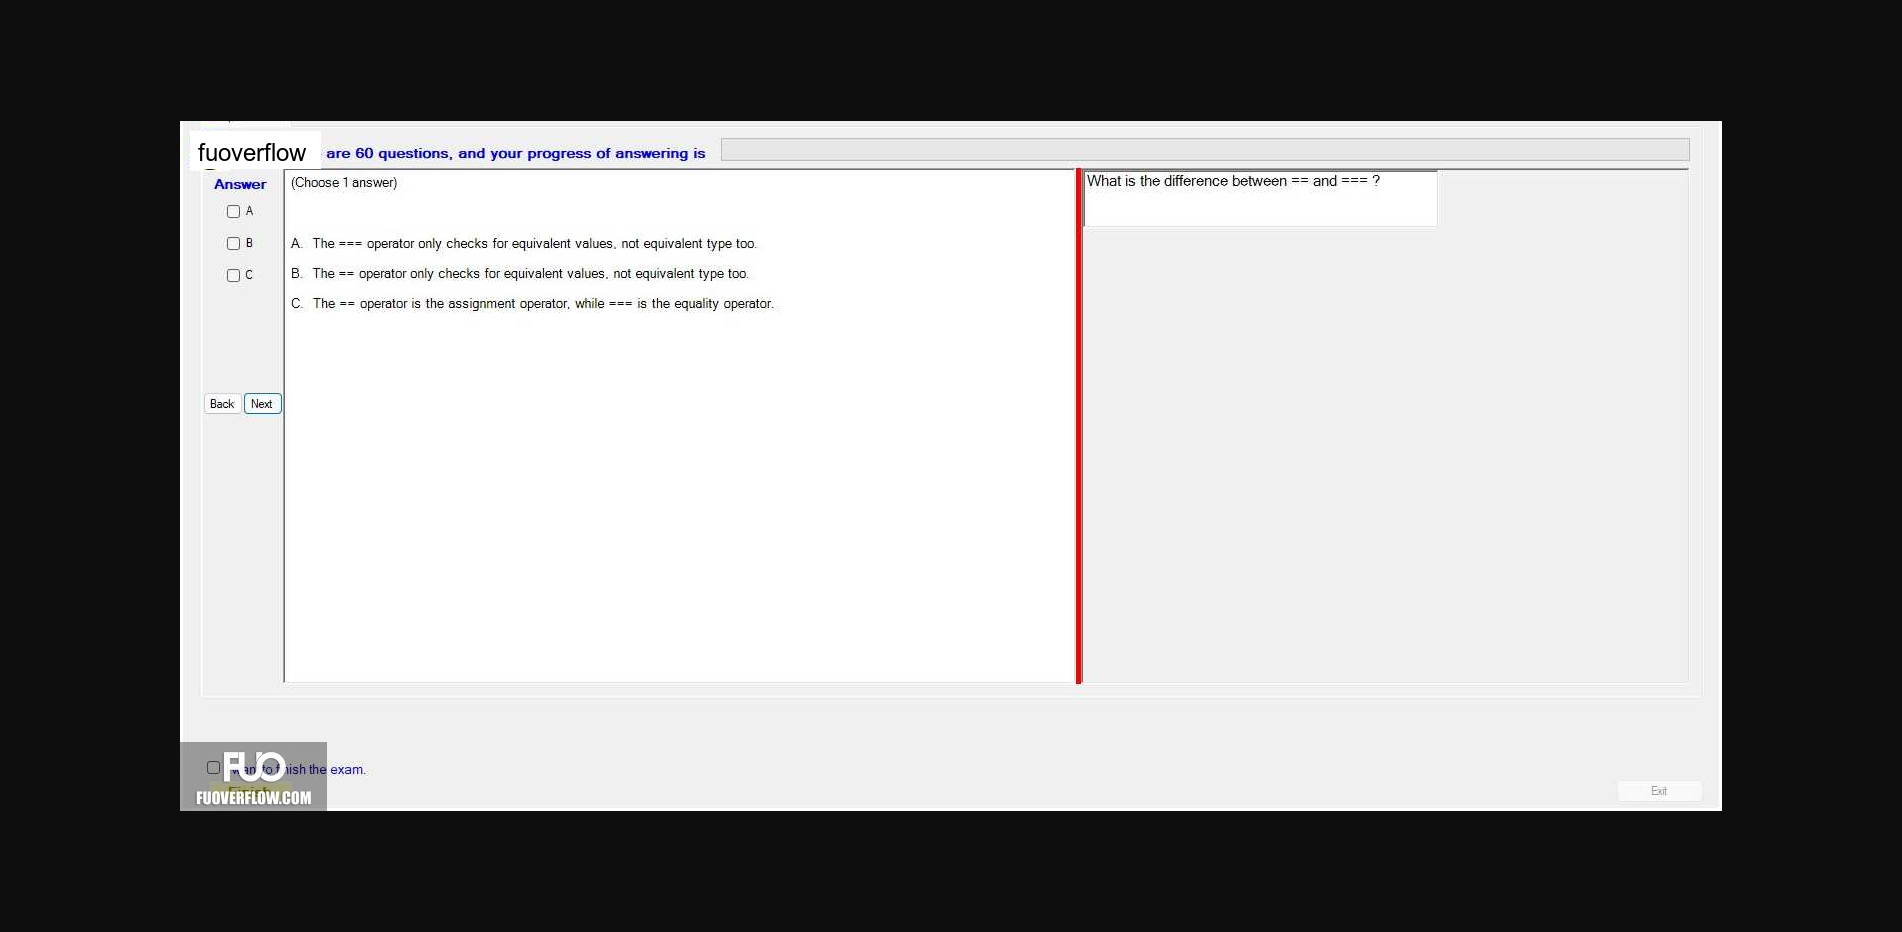 fuoverflow are 60 questions, and your progress of answering is
Answer
A
B
C
Back Next
(Choose 1 answer)
A. The === operator only checks for equivalent values, not equivalent type too.
B. The == operator only checks for equivalent values, not equivalent type too.
C. The == operator is the assignment operator, while === is the equality operator.
What is the difference between == and === ?
want to finish the exam.
Finish
FUO
FUOVERFLOW.COM
Exit